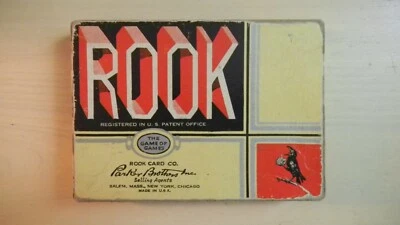 ROOK
REGISTERED IN U.S. PATENT OFFICE
THE
GAME OF
GAMES
ROOK CARD CO.
Parker Brothers Inc.
Selling Agents
SALEM, MASS., NEW YORK, CHICAGO
MADE IN U.S.A.